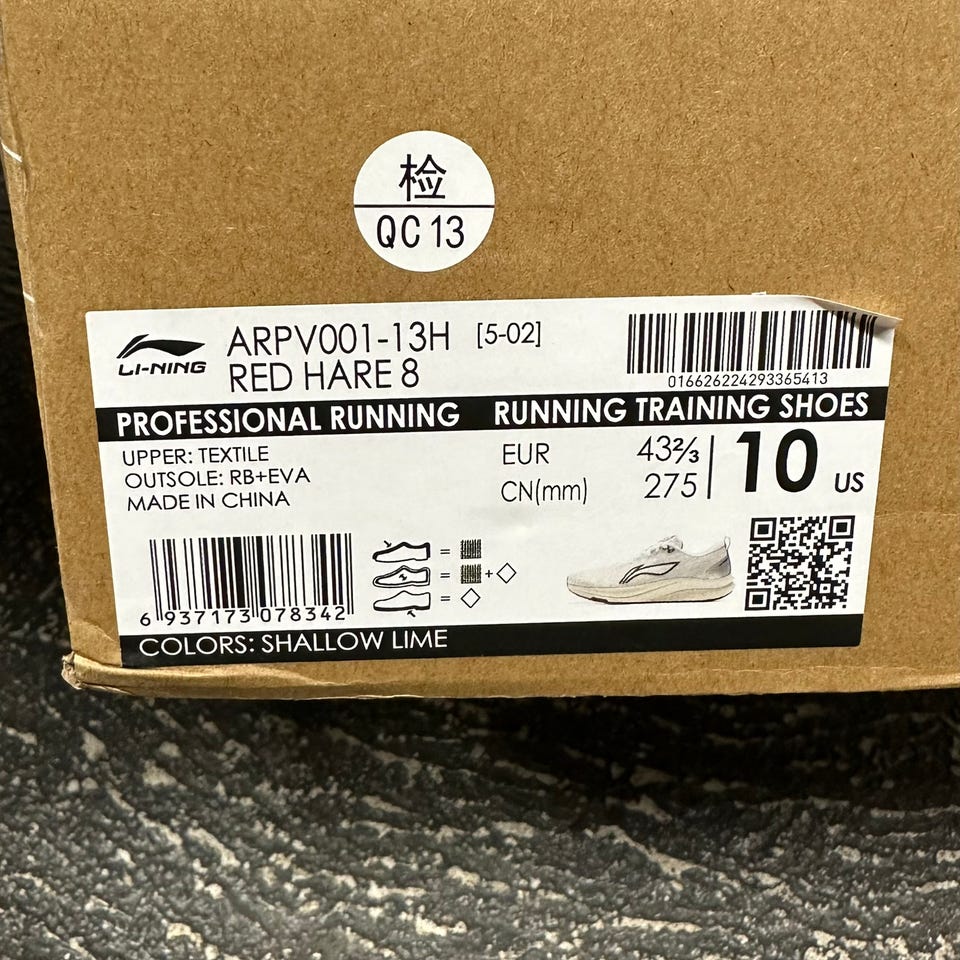 检
QC 13
LI-NING
ARPV001-13H [5-02]
RED HARE 8
016626224293365413
PROFESSIONAL RUNNING RUNNING TRAINING SHOES
UPPER: TEXTILE
OUTSOLE: RB+EVA
MADE IN CHINA
EUR 43⅔
CN(mm) 275
10 US
= 
= +
=
6 937173 078342
COLORS: SHALLOW LIME